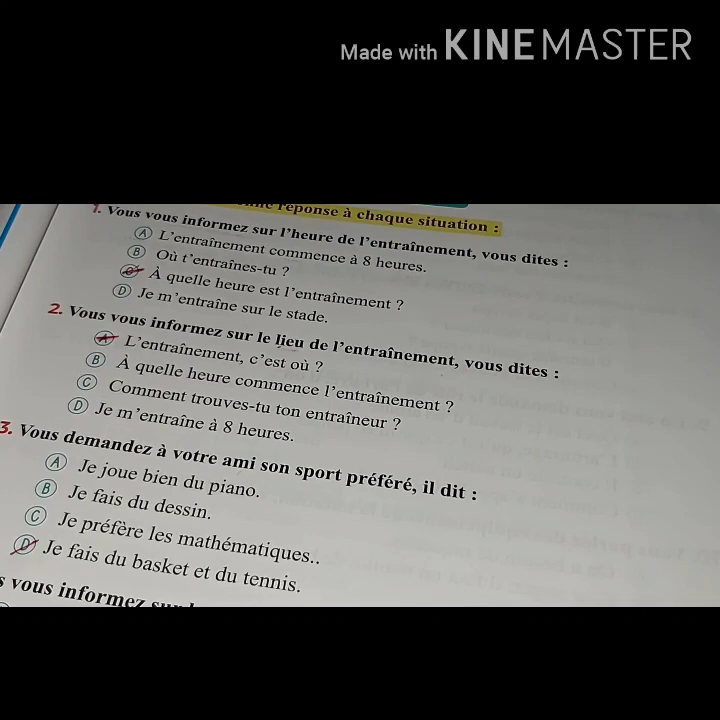 Made with KINEMASTER
réponse à chaque situation :
1. Vous vous informez sur l'heure de l'entraînement, vous dites :
A L'entraînement commence à 8 heures.
B Où t'entraînes-tu ?
C À quelle heure est l'entraînement ?
D Je m'entraîne sur le stade.
2. Vous vous informez sur le lieu de l'entraînement, vous dites :
A L'entraînement, c'est où ?
B À quelle heure commence l'entraînement ?
C Comment trouves-tu ton entraîneur ?
D Je m'entraîne à 8 heures.
3. Vous demandez à votre ami son sport préféré, il dit :
A Je joue bien du piano.
B Je fais du dessin.
C Je préfère les mathématiques..
D Je fais du basket et du tennis.
vous informez